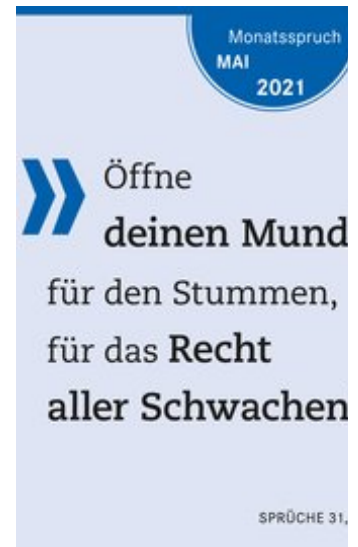 Monatsspruch
MAI
2021
» Öffne
deinen Mund
für den Stummen,
für das Recht
aller Schwachen
SPRÜCHE 31,